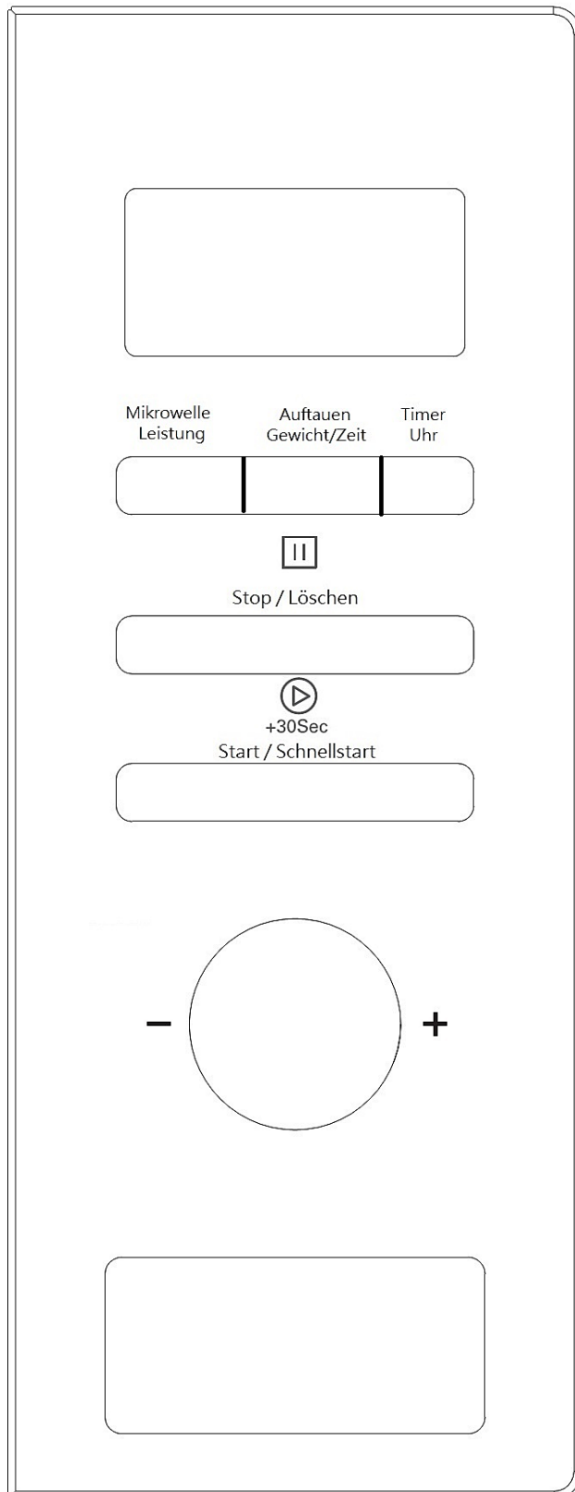 Mikrowelle
Leistung
Auftauen
Gewicht/Zeit
Timer
Uhr
Stop / Löschen
+30Sec
Start / Schnellstart
- +